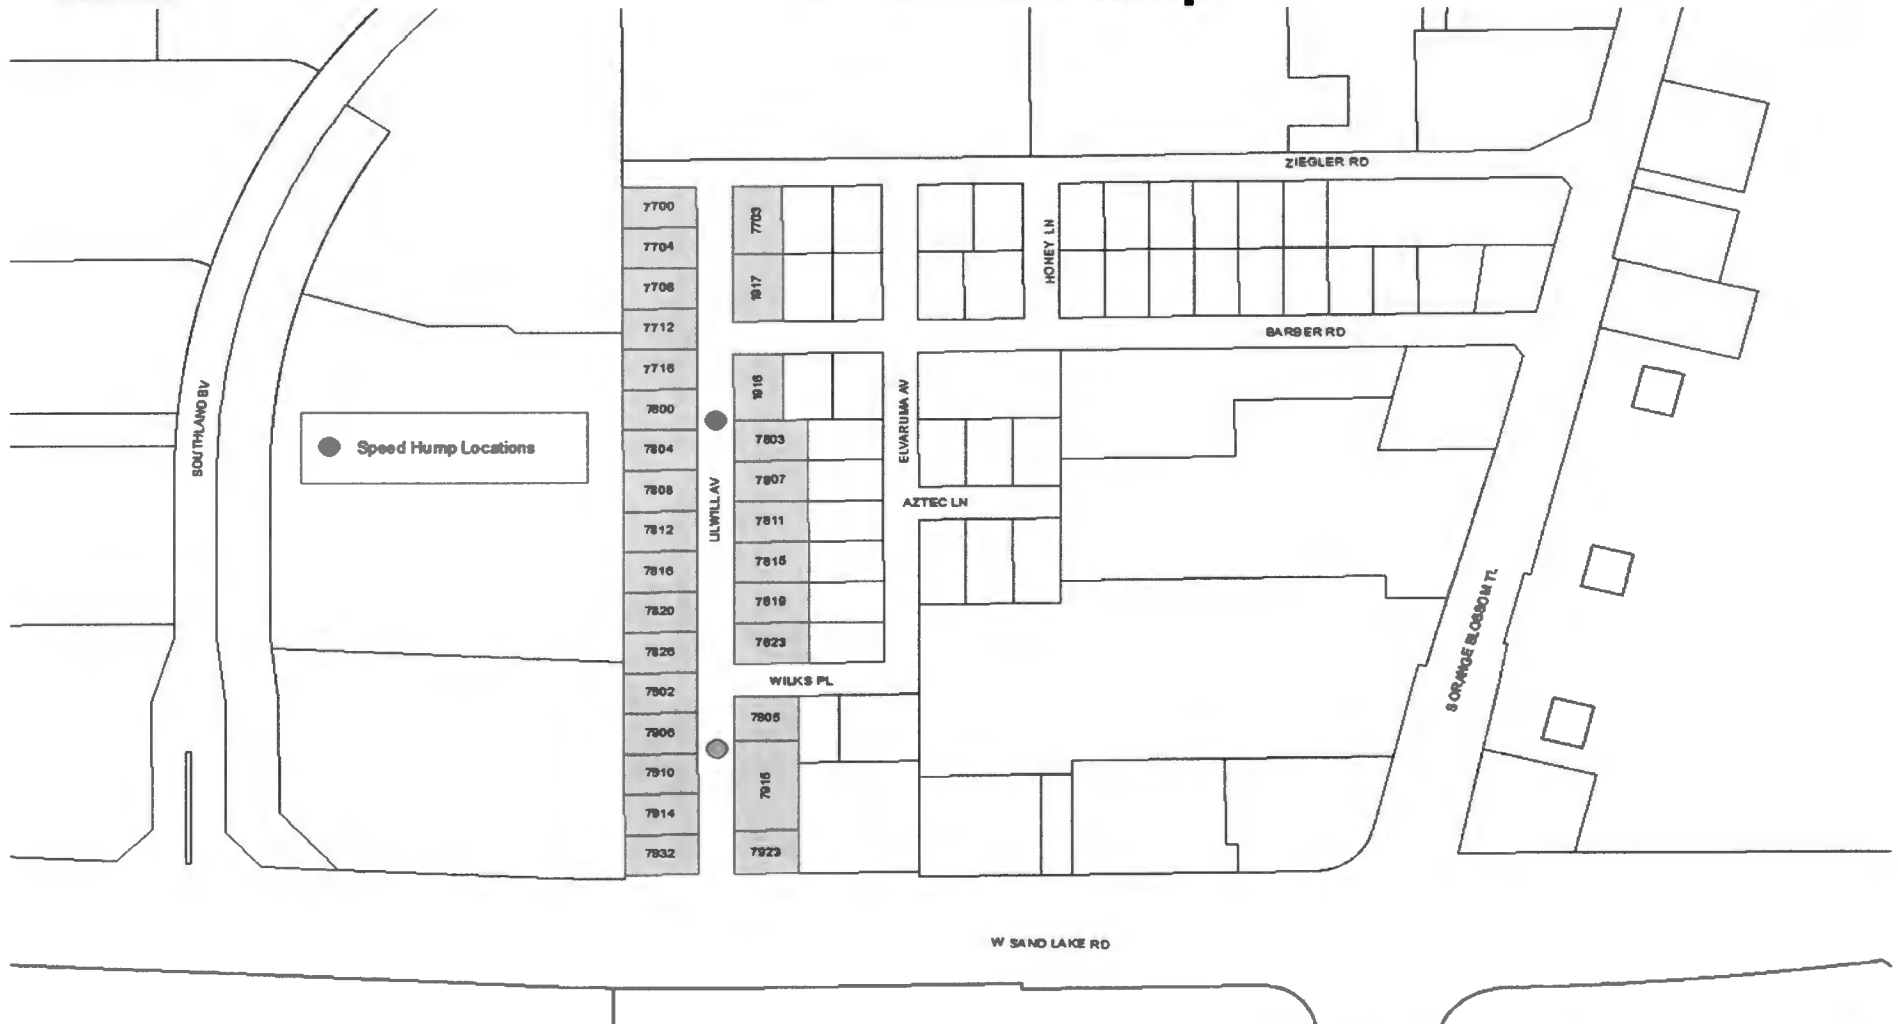 ZIEGLER RD
7700
7703
7704
HONEY LN
7708
1917
7712
BARBER RD
7716
1916
SOUTHLAND BV
ELVARUMA AV
7800
7803
Speed Hump Locations
7804
7807
7808
LILWILL AV
AZTEC LN
7811
7812
7815
7816
7819
7820
7823
7826
S ORANGE BLOSSOM TL
WILKS PL
7902
7905
7906
7910
7915
7914
7923
7932
W SAND LAKE RD